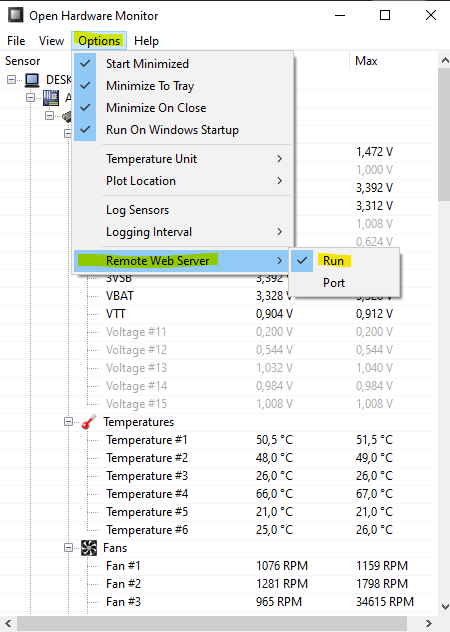 Open Hardware Monitor
File View Options Help
Sensor Max
DESK
A
Start Minimized
Minimize To Tray
Minimize On Close
Run On Windows Startup
Temperature Unit
Plot Location
Log Sensors
Logging Interval
Remote Web Server
Run
Port
1,472 V
1,000 V
3,392 V
3,312 V
1,008 V
0,624 V
3VSB 3,392
VBAT 3,328 V
VTT 0,904 V 0,912 V
Voltage #11 0,200 V 0,200 V
Voltage #12 0,544 V 0,544 V
Voltage #13 1,032 V 1,040 V
Voltage #14 0,984 V 0,984 V
Voltage #15 1,008 V 1,008 V
Temperatures
Temperature #1 50,5 °C 51,5 °C
Temperature #2 48,0 °C 49,0 °C
Temperature #3 26,0 °C 26,0 °C
Temperature #4 66,0 °C 67,0 °C
Temperature #5 21,0 °C 21,0 °C
Temperature #6 25,0 °C 26,0 °C
Fans
Fan #1 1076 RPM 1159 RPM
Fan #2 1281 RPM 1798 RPM
Fan #3 965 RPM 34615 RPM